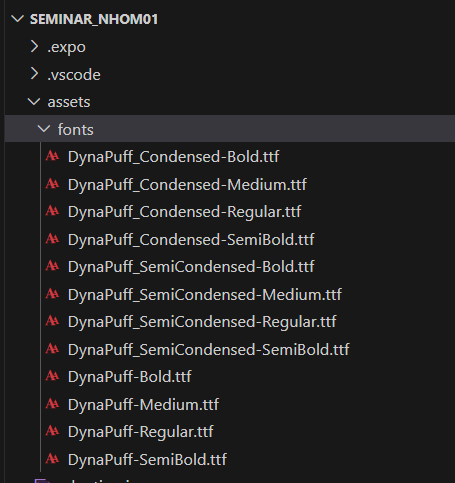 SEMINAR_NHOM01
.expo
.vscode
assets
fonts
DynaPuff_Condensed-Bold.ttf
DynaPuff_Condensed-Medium.ttf
DynaPuff_Condensed-Regular.ttf
DynaPuff_Condensed-SemiBold.ttf
DynaPuff_SemiCondensed-Bold.ttf
DynaPuff_SemiCondensed-Medium.ttf
DynaPuff_SemiCondensed-Regular.ttf
DynaPuff_SemiCondensed-SemiBold.ttf
DynaPuff-Bold.ttf
DynaPuff-Medium.ttf
DynaPuff-Regular.ttf
DynaPuff-SemiBold.ttf